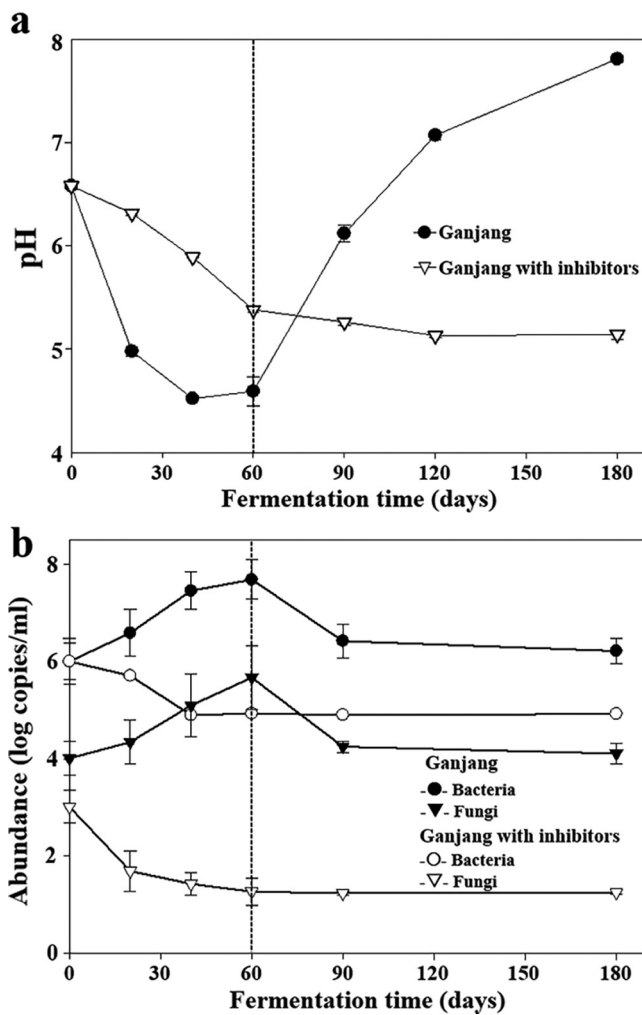 a
8
7
6
5
4
pH
Ganjang
Ganjang with inhibitors
0 30 60 90 120 150 180
Fermentation time (days)
b
8
6
4
2
0
Abundance (log copies/ml)
Ganjang
-●- Bacteria
-▼- Fungi
Ganjang with inhibitors
-○- Bacteria
-▽- Fungi
0 30 60 90 120 150 180
Fermentation time (days)